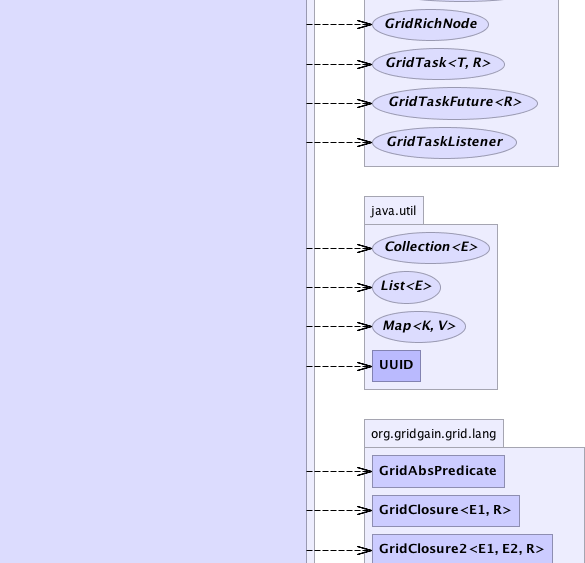 GridRichNode
GridTask<T, R>
GridTaskFuture<R>
GridTaskListener
java.util
Collection<E>
List<E>
Map<K, V>
UUID
org.gridgain.grid.lang
GridAbsPredicate
GridClosure<E1, R>
GridClosure2<E1, E2, R>